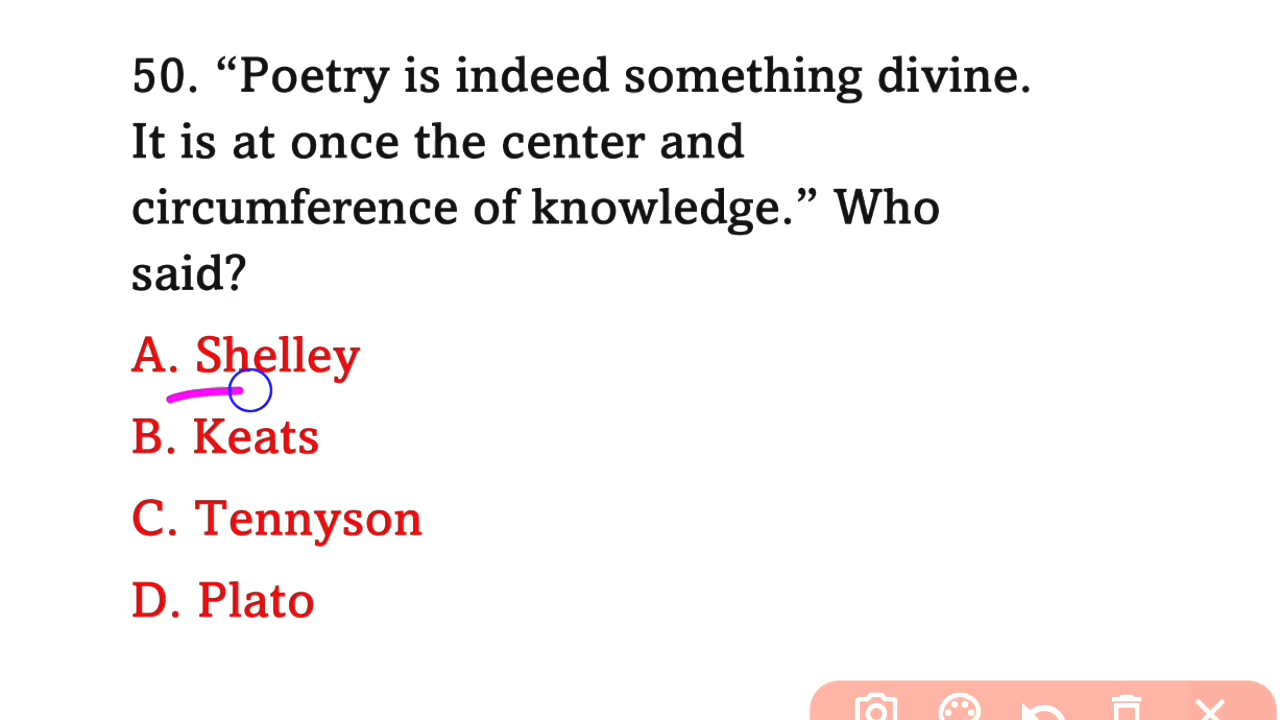 50. “Poetry is indeed something divine.
It is at once the center and
circumference of knowledge.” Who
said?
A. Shelley
B. Keats
C. Tennyson
D. Plato